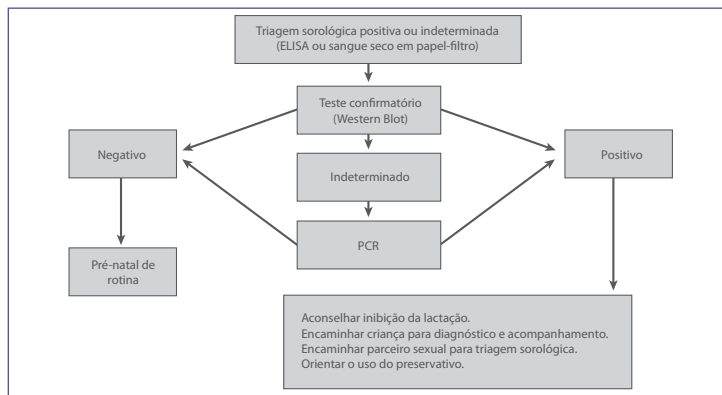 Triagem sorológica positiva ou indeterminada
(ELISA ou sangue seco em papel-filtro)
Teste confirmatório
(Western Blot)
Negativo
Positivo
Indeterminado
PCR
Pré-natal de
rotina
Aconselhar inibição da lactação.
Encaminhar criança para diagnóstico e acompanhamento.
Encaminhar parceiro sexual para triagem sorológica.
Orientar o uso do preservativo.